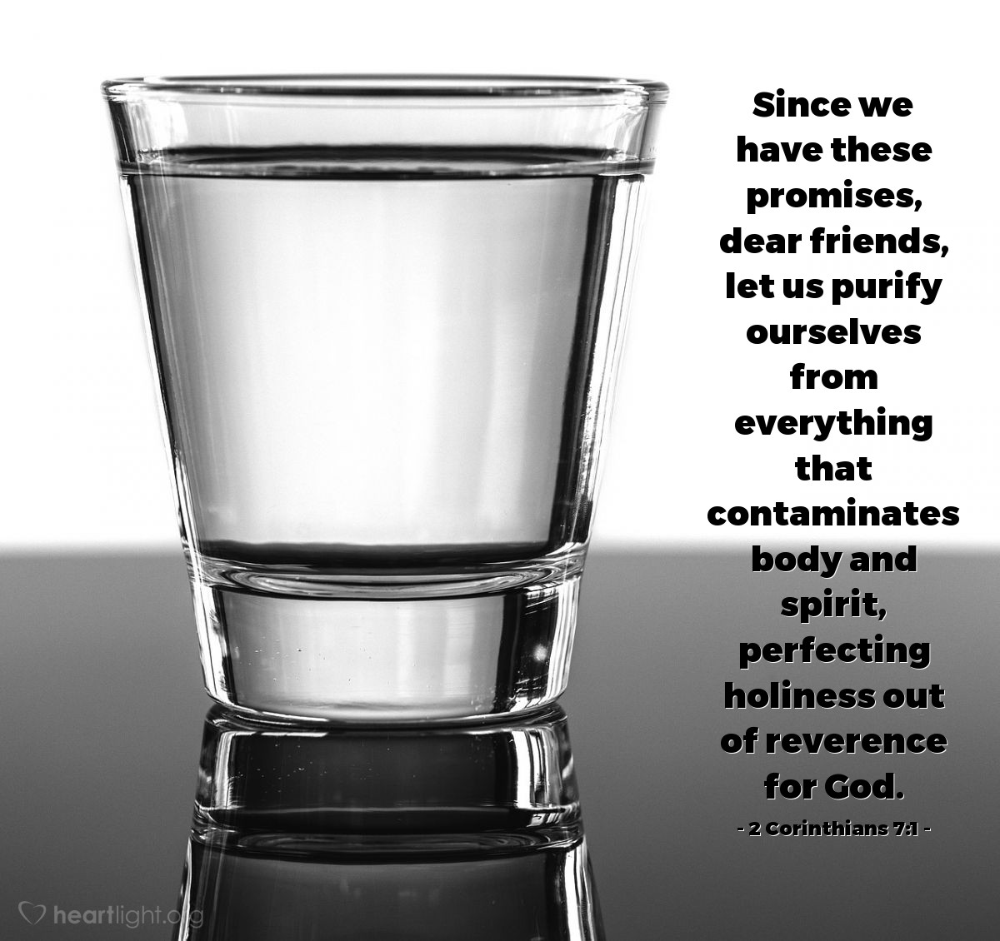 Since we
have these
promises,
dear friends,
let us purify
ourselves
from
everything
that
contaminates
body and
spirit,
perfecting
holiness out
of reverence
for God.
- 2 Corinthians 7:1 -
heartlight.org